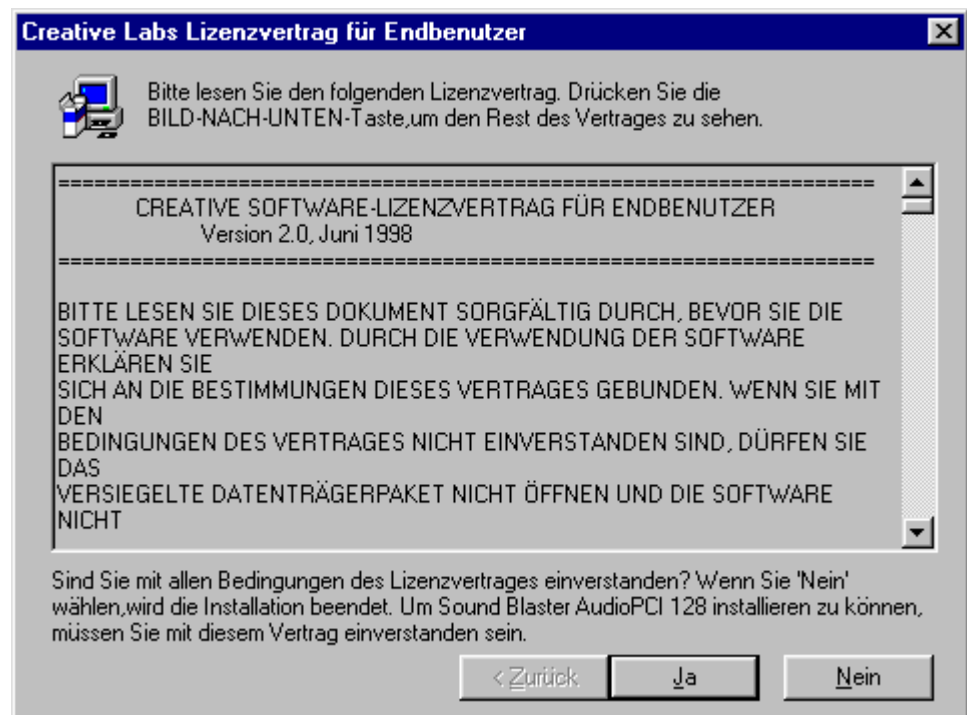 Creative Labs Lizenzvertrag für Endbenutzer
Bitte lesen Sie den folgenden Lizenzvertrag. Drücken Sie die
BILD-NACH-UNTEN-Taste,um den Rest des Vertrages zu sehen.
====================================================================
CREATIVE SOFTWARE-LIZENZVERTRAG FÜR ENDBENUTZER
Version 2.0, Juni 1998
====================================================================
BITTE LESEN SIE DIESES DOKUMENT SORGFÄLTIG DURCH, BEVOR SIE DIE
SOFTWARE VERWENDEN. DURCH DIE VERWENDUNG DER SOFTWARE
ERKLÄREN SIE
SICH AN DIE BESTIMMUNGEN DIESES VERTRAGES GEBUNDEN. WENN SIE MIT
DEN
BEDINGUNGEN DES VERTRAGES NICHT EINVERSTANDEN SIND, DÜRFEN SIE
DAS
VERSIEGELTE DATENTRÄGERPAKET NICHT ÖFFNEN UND DIE SOFTWARE
NICHT
Sind Sie mit allen Bedingungen des Lizenzvertrages einverstanden? Wenn Sie 'Nein'
wählen,wird die Installation beendet. Um Sound Blaster AudioPCI 128 installieren zu können,
müssen Sie mit diesem Vertrag einverstanden sein.
< Zurück
Ja
Nein